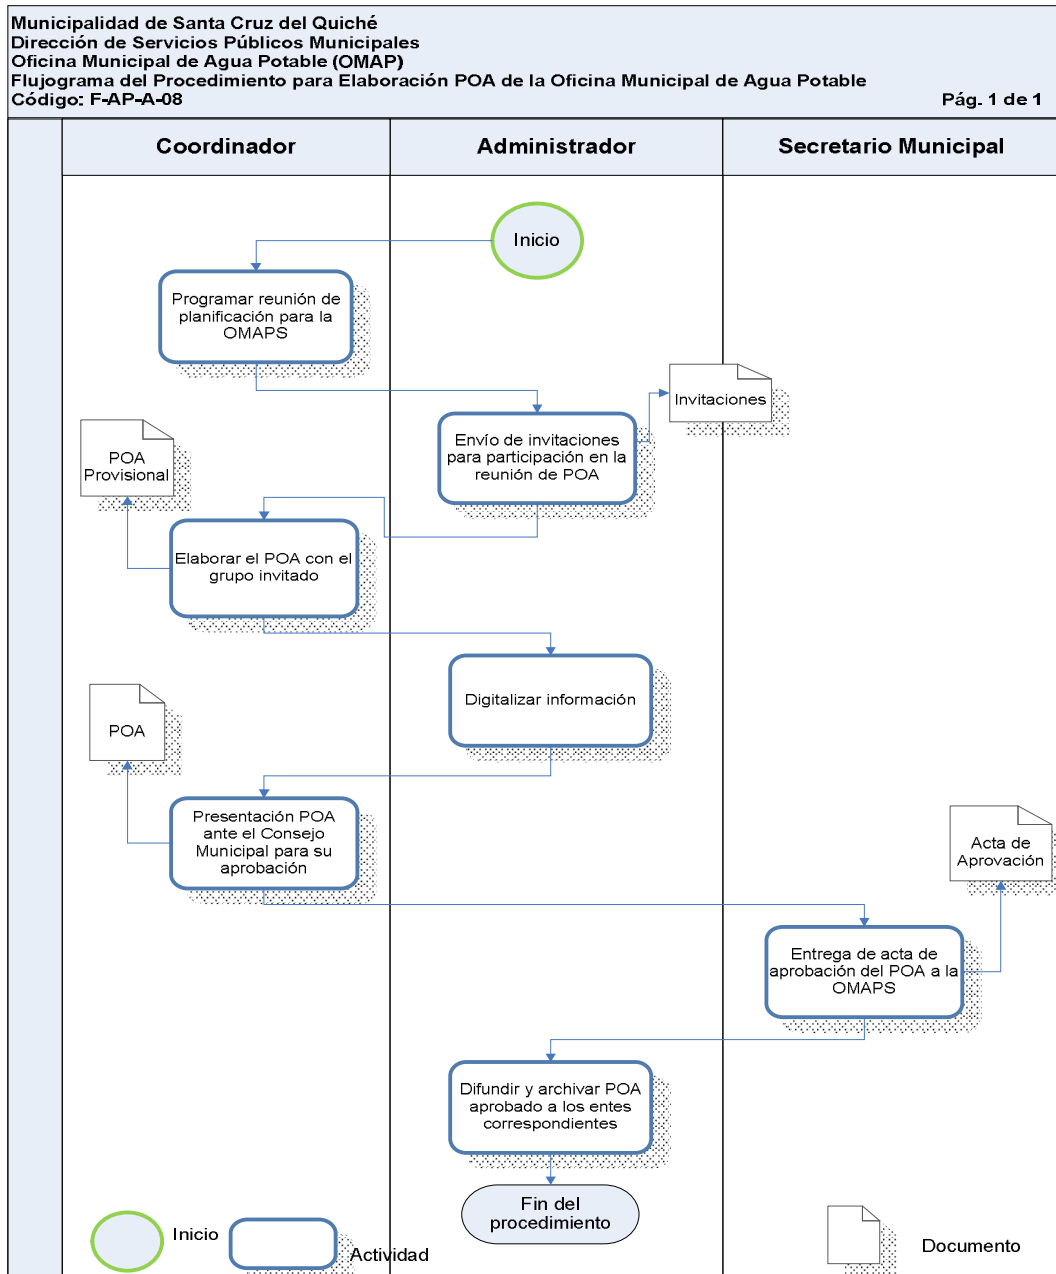 Municipalidad de Santa Cruz del Quiché
Dirección de Servicios Públicos Municipales
Oficina Municipal de Agua Potable (OMAP)
Flujograma del Procedimiento para Elaboración POA de la Oficina Municipal de Agua Potable
Código: F-AP-A-08
Pág. 1 de 1
Coordinador
Administrador
Secretario Municipal
Inicio
Programar reunión de
planificación para la
OMAPS
Invitaciones
Envío de invitaciones
para participación en la
reunión de POA
POA
Provisional
Elaborar el POA con el
grupo invitado
Digitalizar información
POA
Presentación POA
ante el Consejo
Municipal para su
aprobación
Acta de
Aprovación
Entrega de acta de
aprobación del POA a la
OMAPS
Difundir y archivar POA
aprobado a los entes
correspondientes
Fin del
procedimiento
Inicio
Actividad
Documento